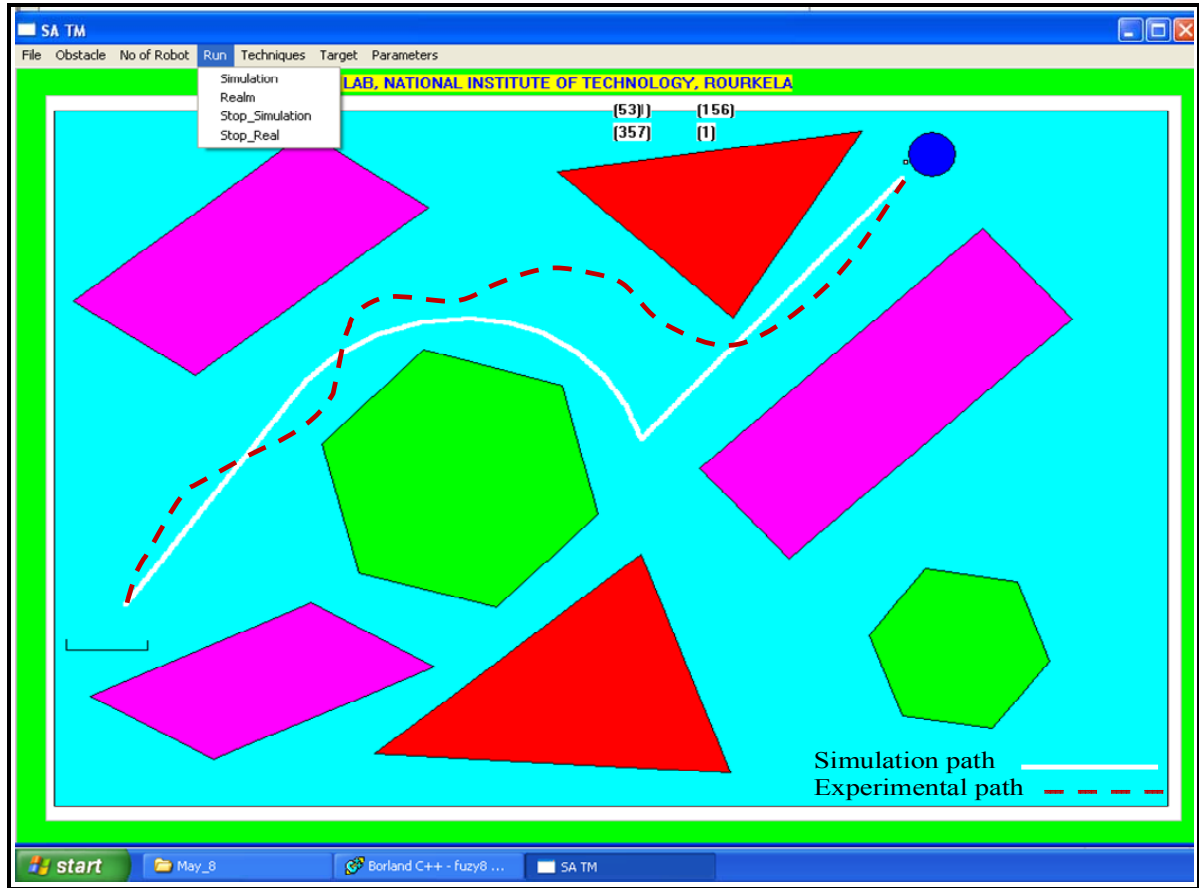 SA TM
File Obstacle No of Robot Run Techniques Target Parameters
Simulation
Realm
Stop_Simulation
Stop_Real
LAB, NATIONAL INSTITUTE OF TECHNOLOGY, ROURKELA
(53) (156)
(357) (1)
Simulation path
Experimental path
start May_8 Borland C++ - fuzy8 ... SA TM